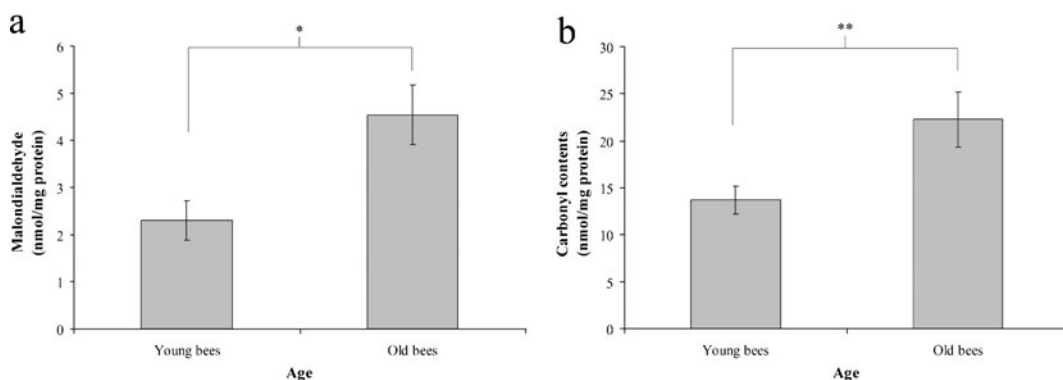 a
*
6
5
4
3
2
1
0
Malondialdehyde
(nmol/mg protein)
Young bees
Old bees
Age
b
**
30
25
20
15
10
5
0
Carbonyl contents
(nmol/mg protein)
Young bees
Old bees
Age